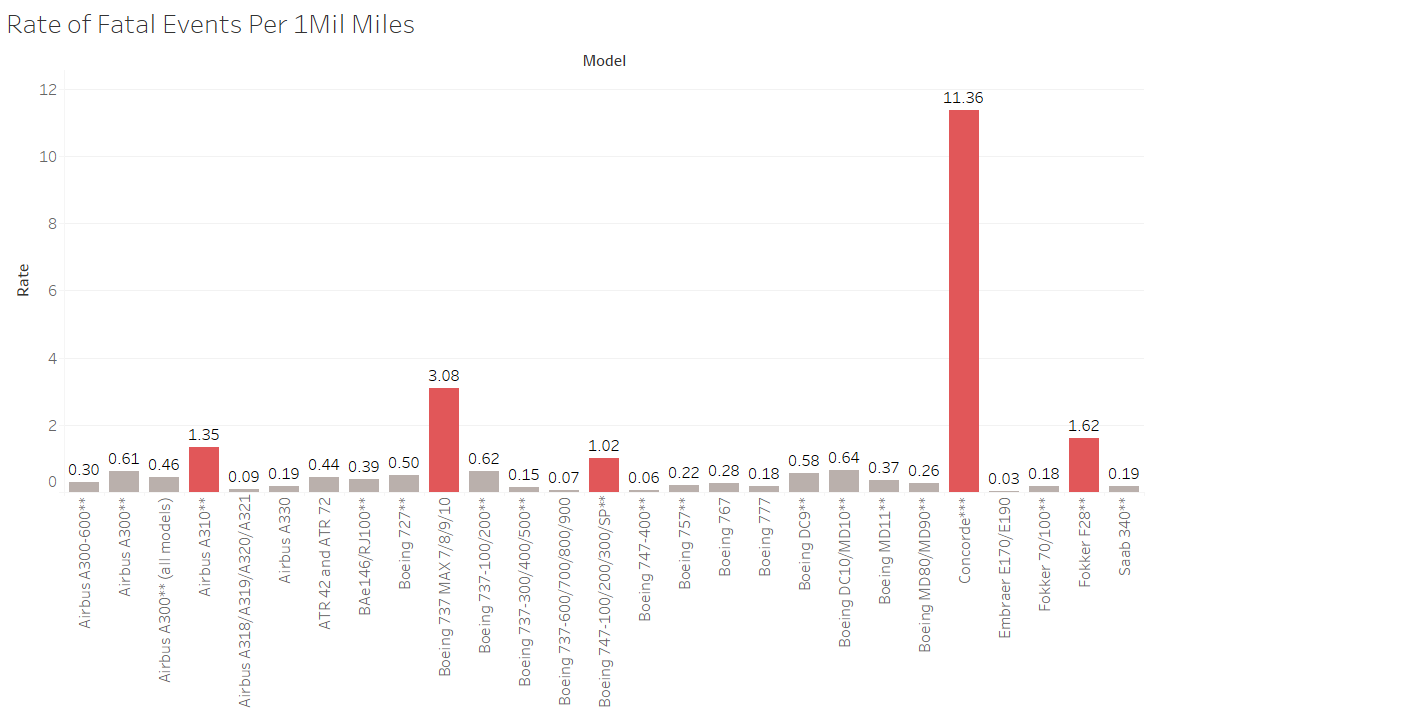 Rate of Fatal Events Per 1Mil Miles
Model
Rate
12
10
8
6
4
2
0
0.30
0.61
0.46
1.35
0.09
0.19
0.44
0.39
0.50
3.08
0.62
0.15
0.07
1.02
0.06
0.22
0.28
0.18
0.58
0.64
0.37
0.26
11.36
0.03
0.18
1.62
0.19
Airbus A300-600**
Airbus A300**
Airbus A300** (all models)
Airbus A310**
Airbus A318/A319/A320/A321
Airbus A330
ATR 42 and ATR 72
BAe146/RJ100**
Boeing 727**
Boeing 737 MAX 7/8/9/10
Boeing 737-100/200**
Boeing 737-300/400/500**
Boeing 737-600/700/800/900
Boeing 747-100/200/300/SP**
Boeing 747-400**
Boeing 757**
Boeing 767
Boeing 777
Boeing DC9**
Boeing DC10/MD10**
Boeing MD11**
Boeing MD80/MD90**
Concorde***
Embraer E170/E190
Fokker 70/100**
Fokker F28**
Saab 340**